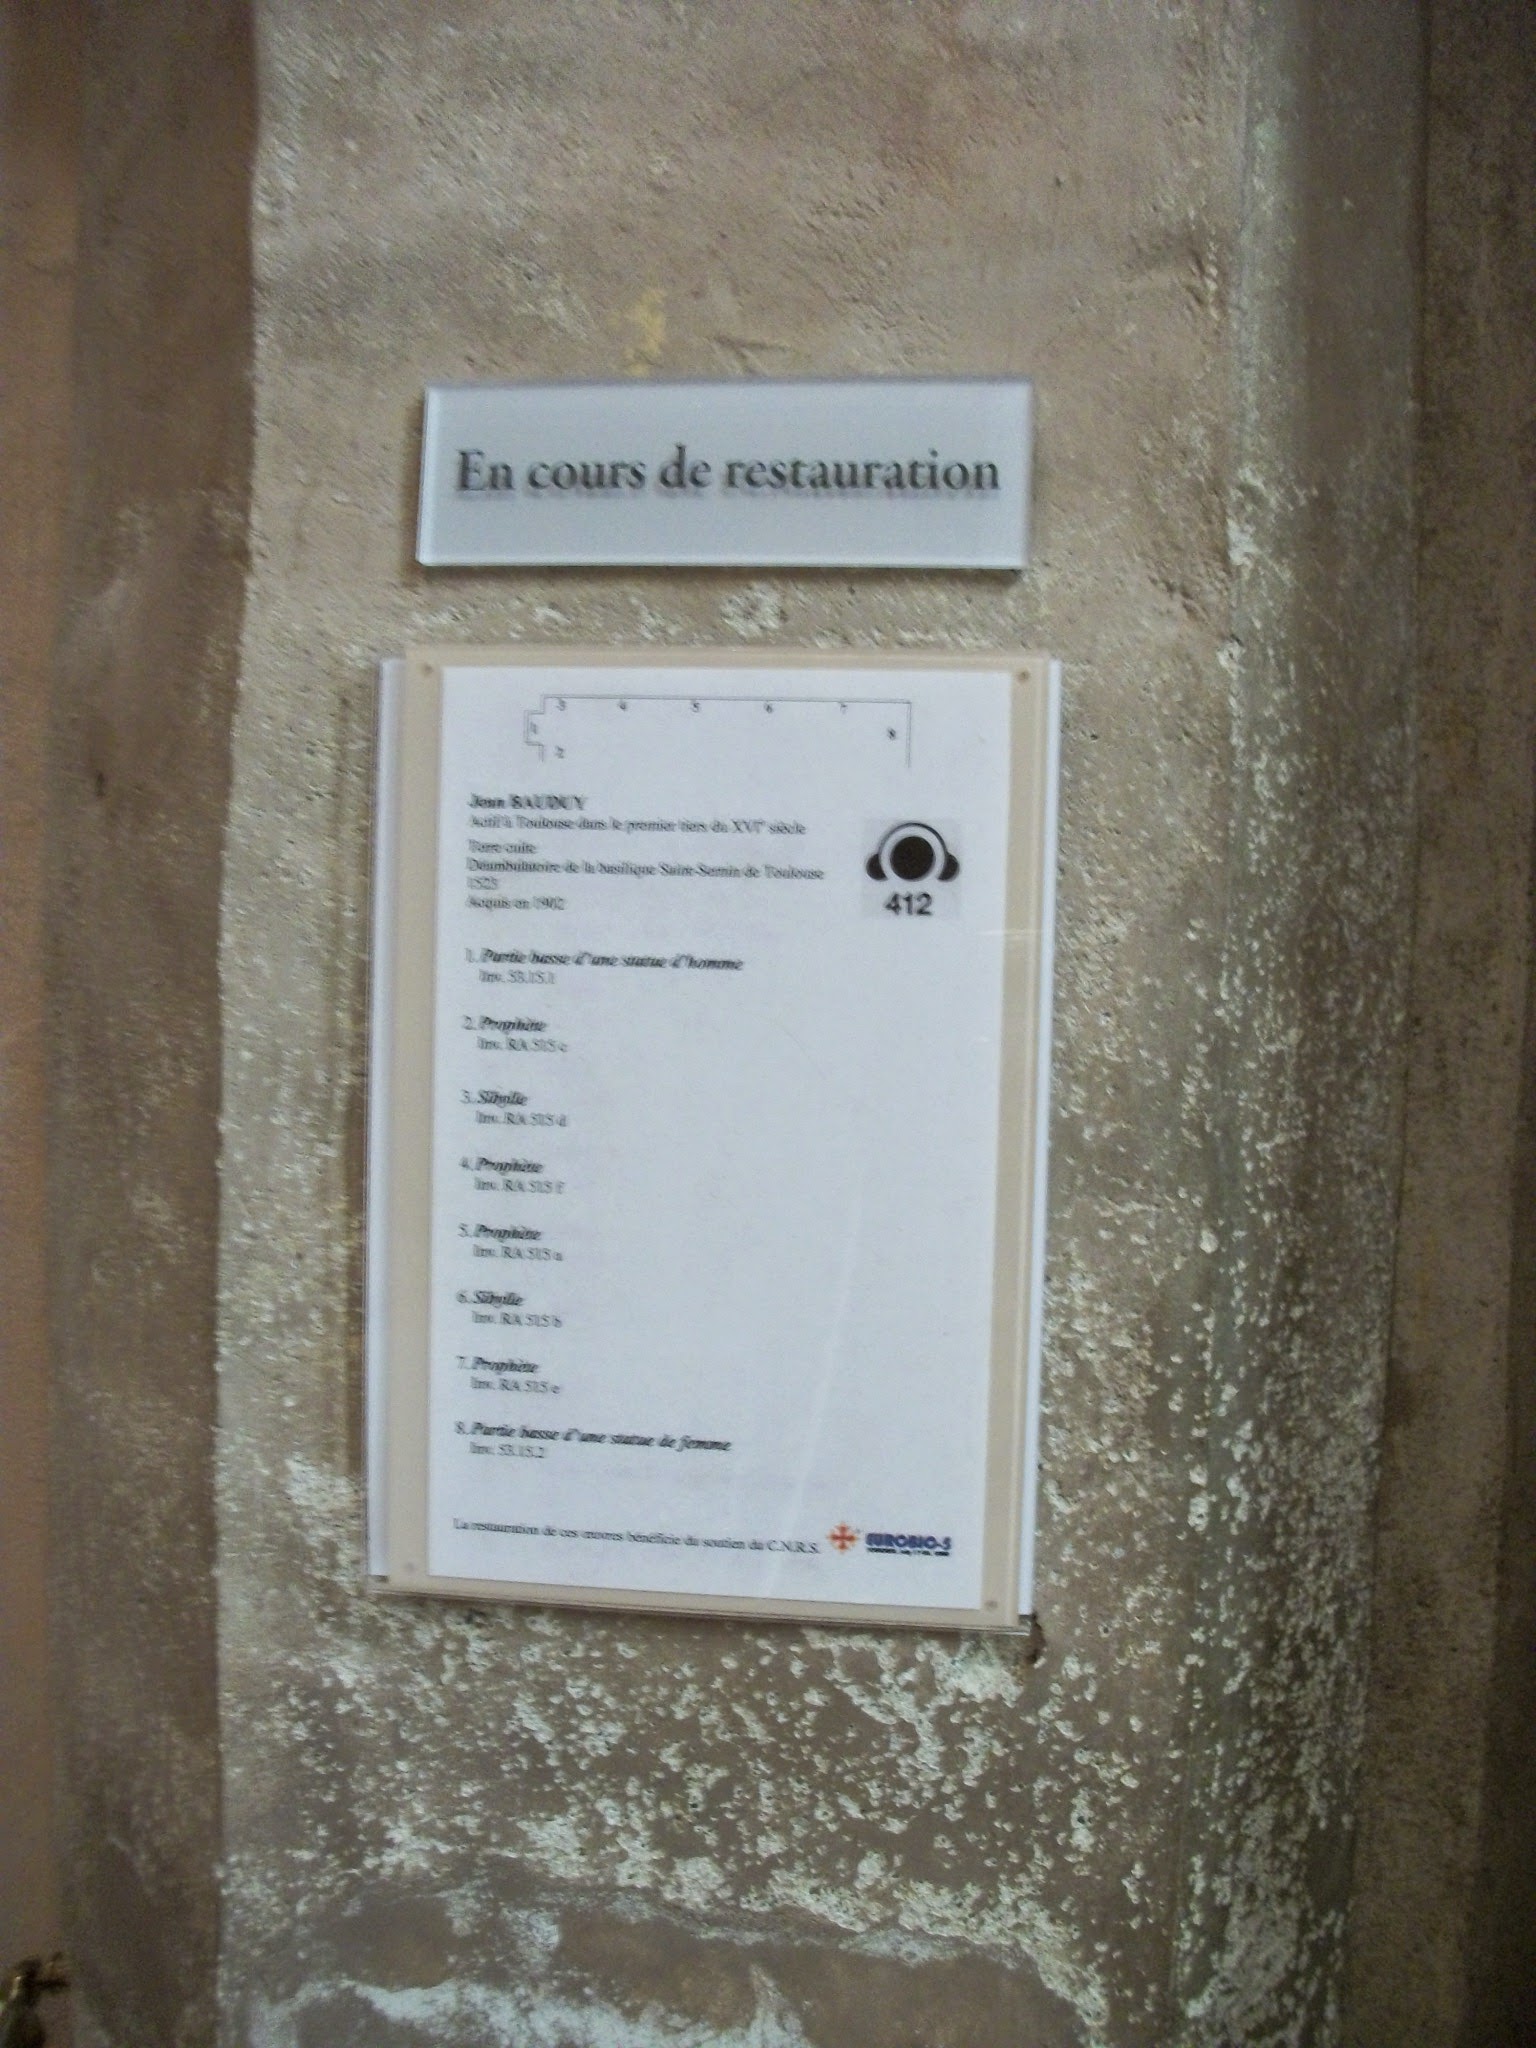 En cours de restauration
3 4 5 6 7
1
8
2
Jean BAUDUY
Actif à Toulouse dans le premier tiers du XVIe siècle
Terre cuite
Déambulatoire de la basilique Saint-Sernin de Toulouse
1523
Acquis en 1902
412
1. Partie basse d'une statue d'homme
Inv. 53.15.1
2. Prophète
Inv. RA 515 c
3. Sibylle
Inv. RA 515 d
4. Prophète
Inv. RA 515 f
5. Prophète
Inv. RA 515 a
6. Sibylle
Inv. RA 515 b
7. Prophète
Inv. RA 515 e
8. Partie basse d'une statue de femme
Inv. 53.15.2
La restauration de ces œuvres bénéficie du soutien du C.N.R.S. EUROBIO-S